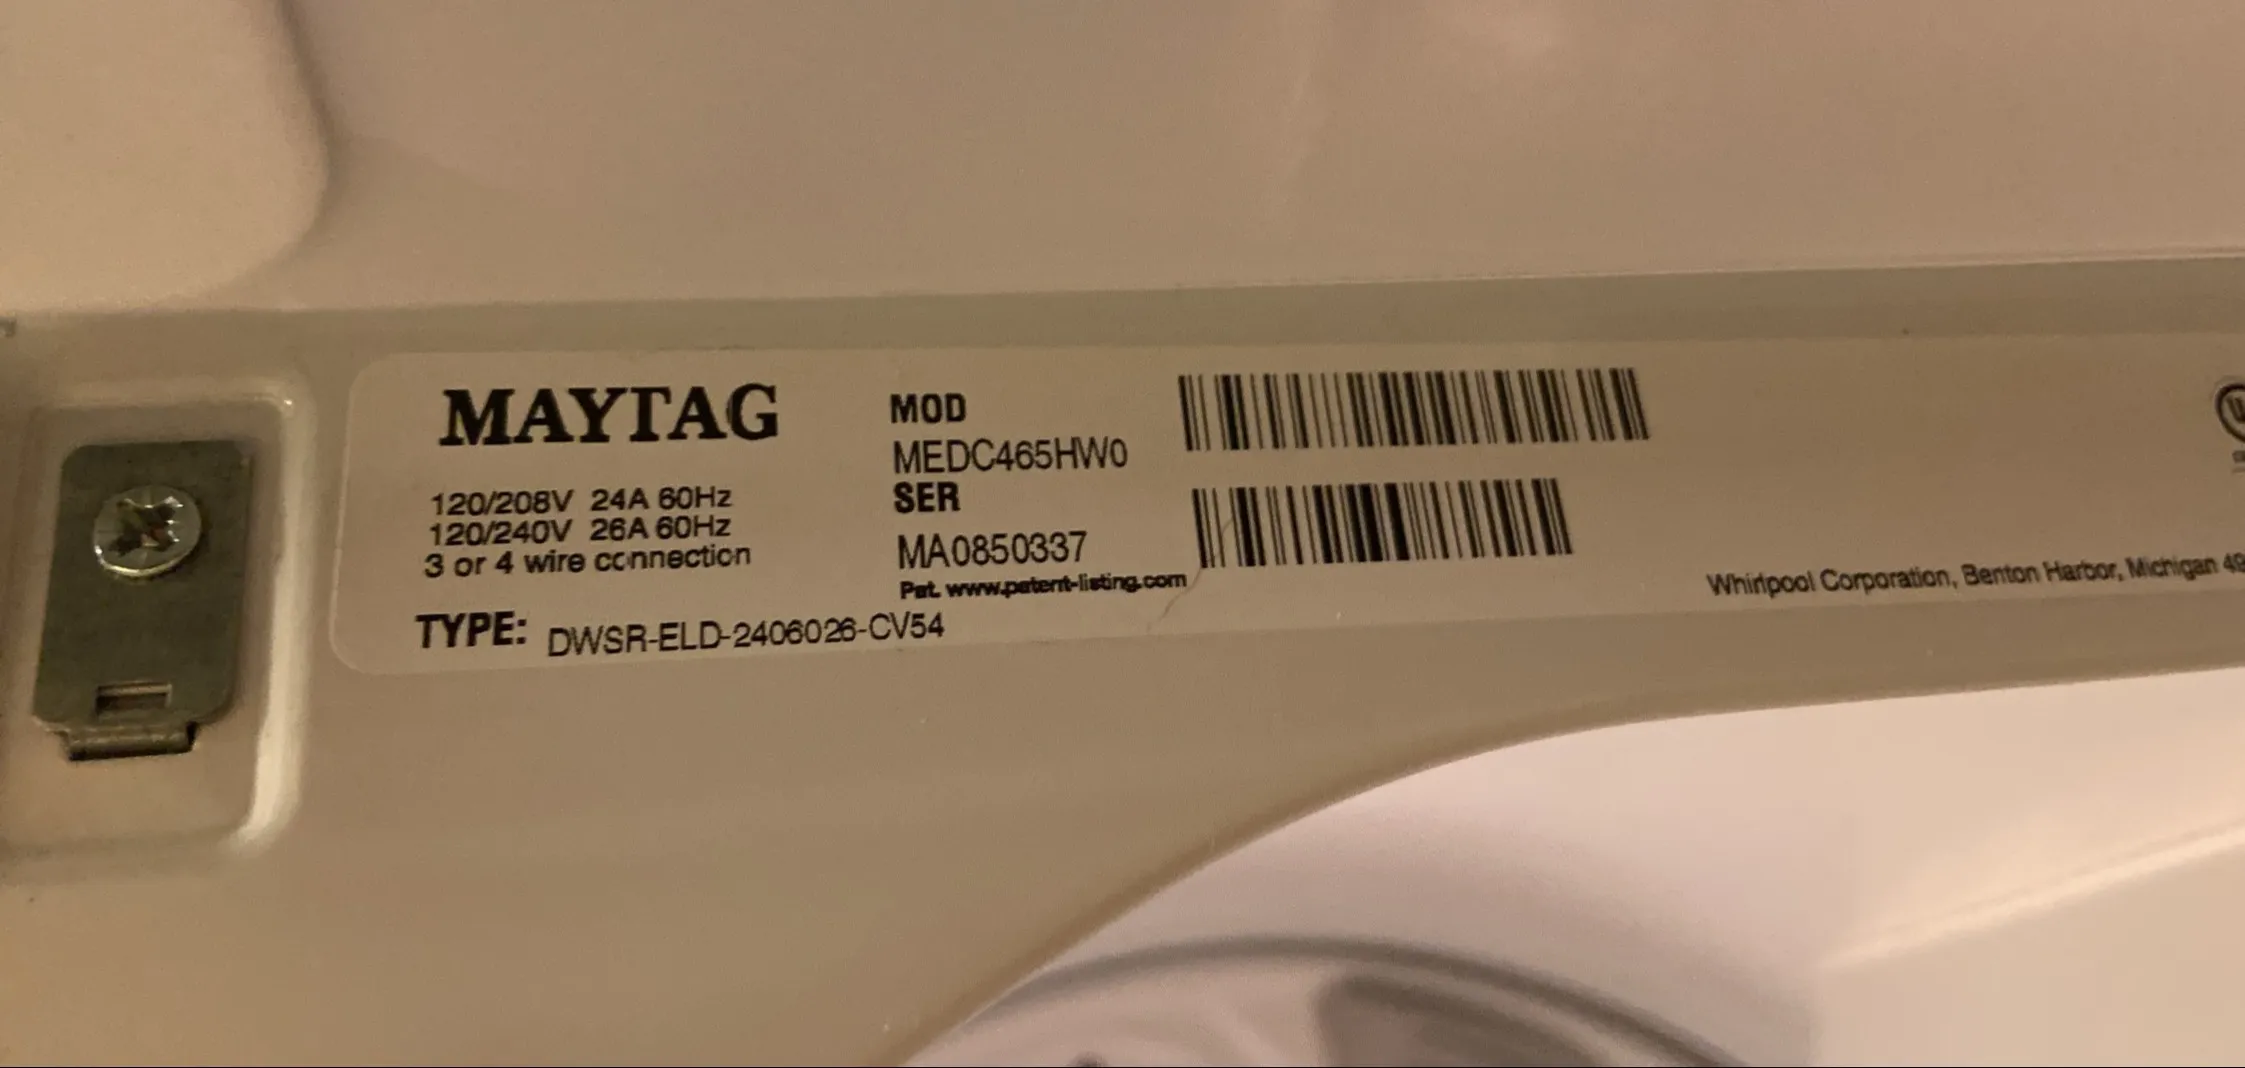 MAYTAG
120/208V 24A 60Hz
120/240V 26A 60Hz
3 or 4 wire connection
TYPE: DWSR-ELD-2406026-CV54
MOD
MEDC465HW0
SER
MA0850337
Pat. www.patent-listing.com
Whirlpool Corporation, Benton Harbor, Michigan 49